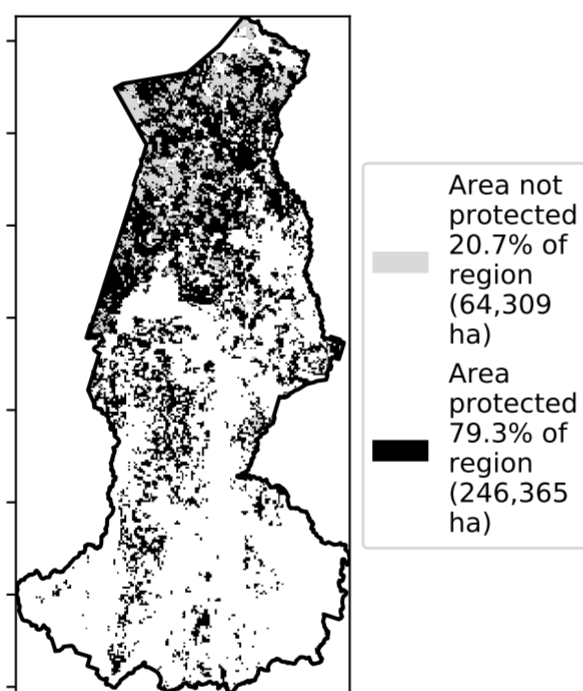 Area not
protected
20.7% of
region
(64,309
ha)
Area
protected
79.3% of
region
(246,365
ha)